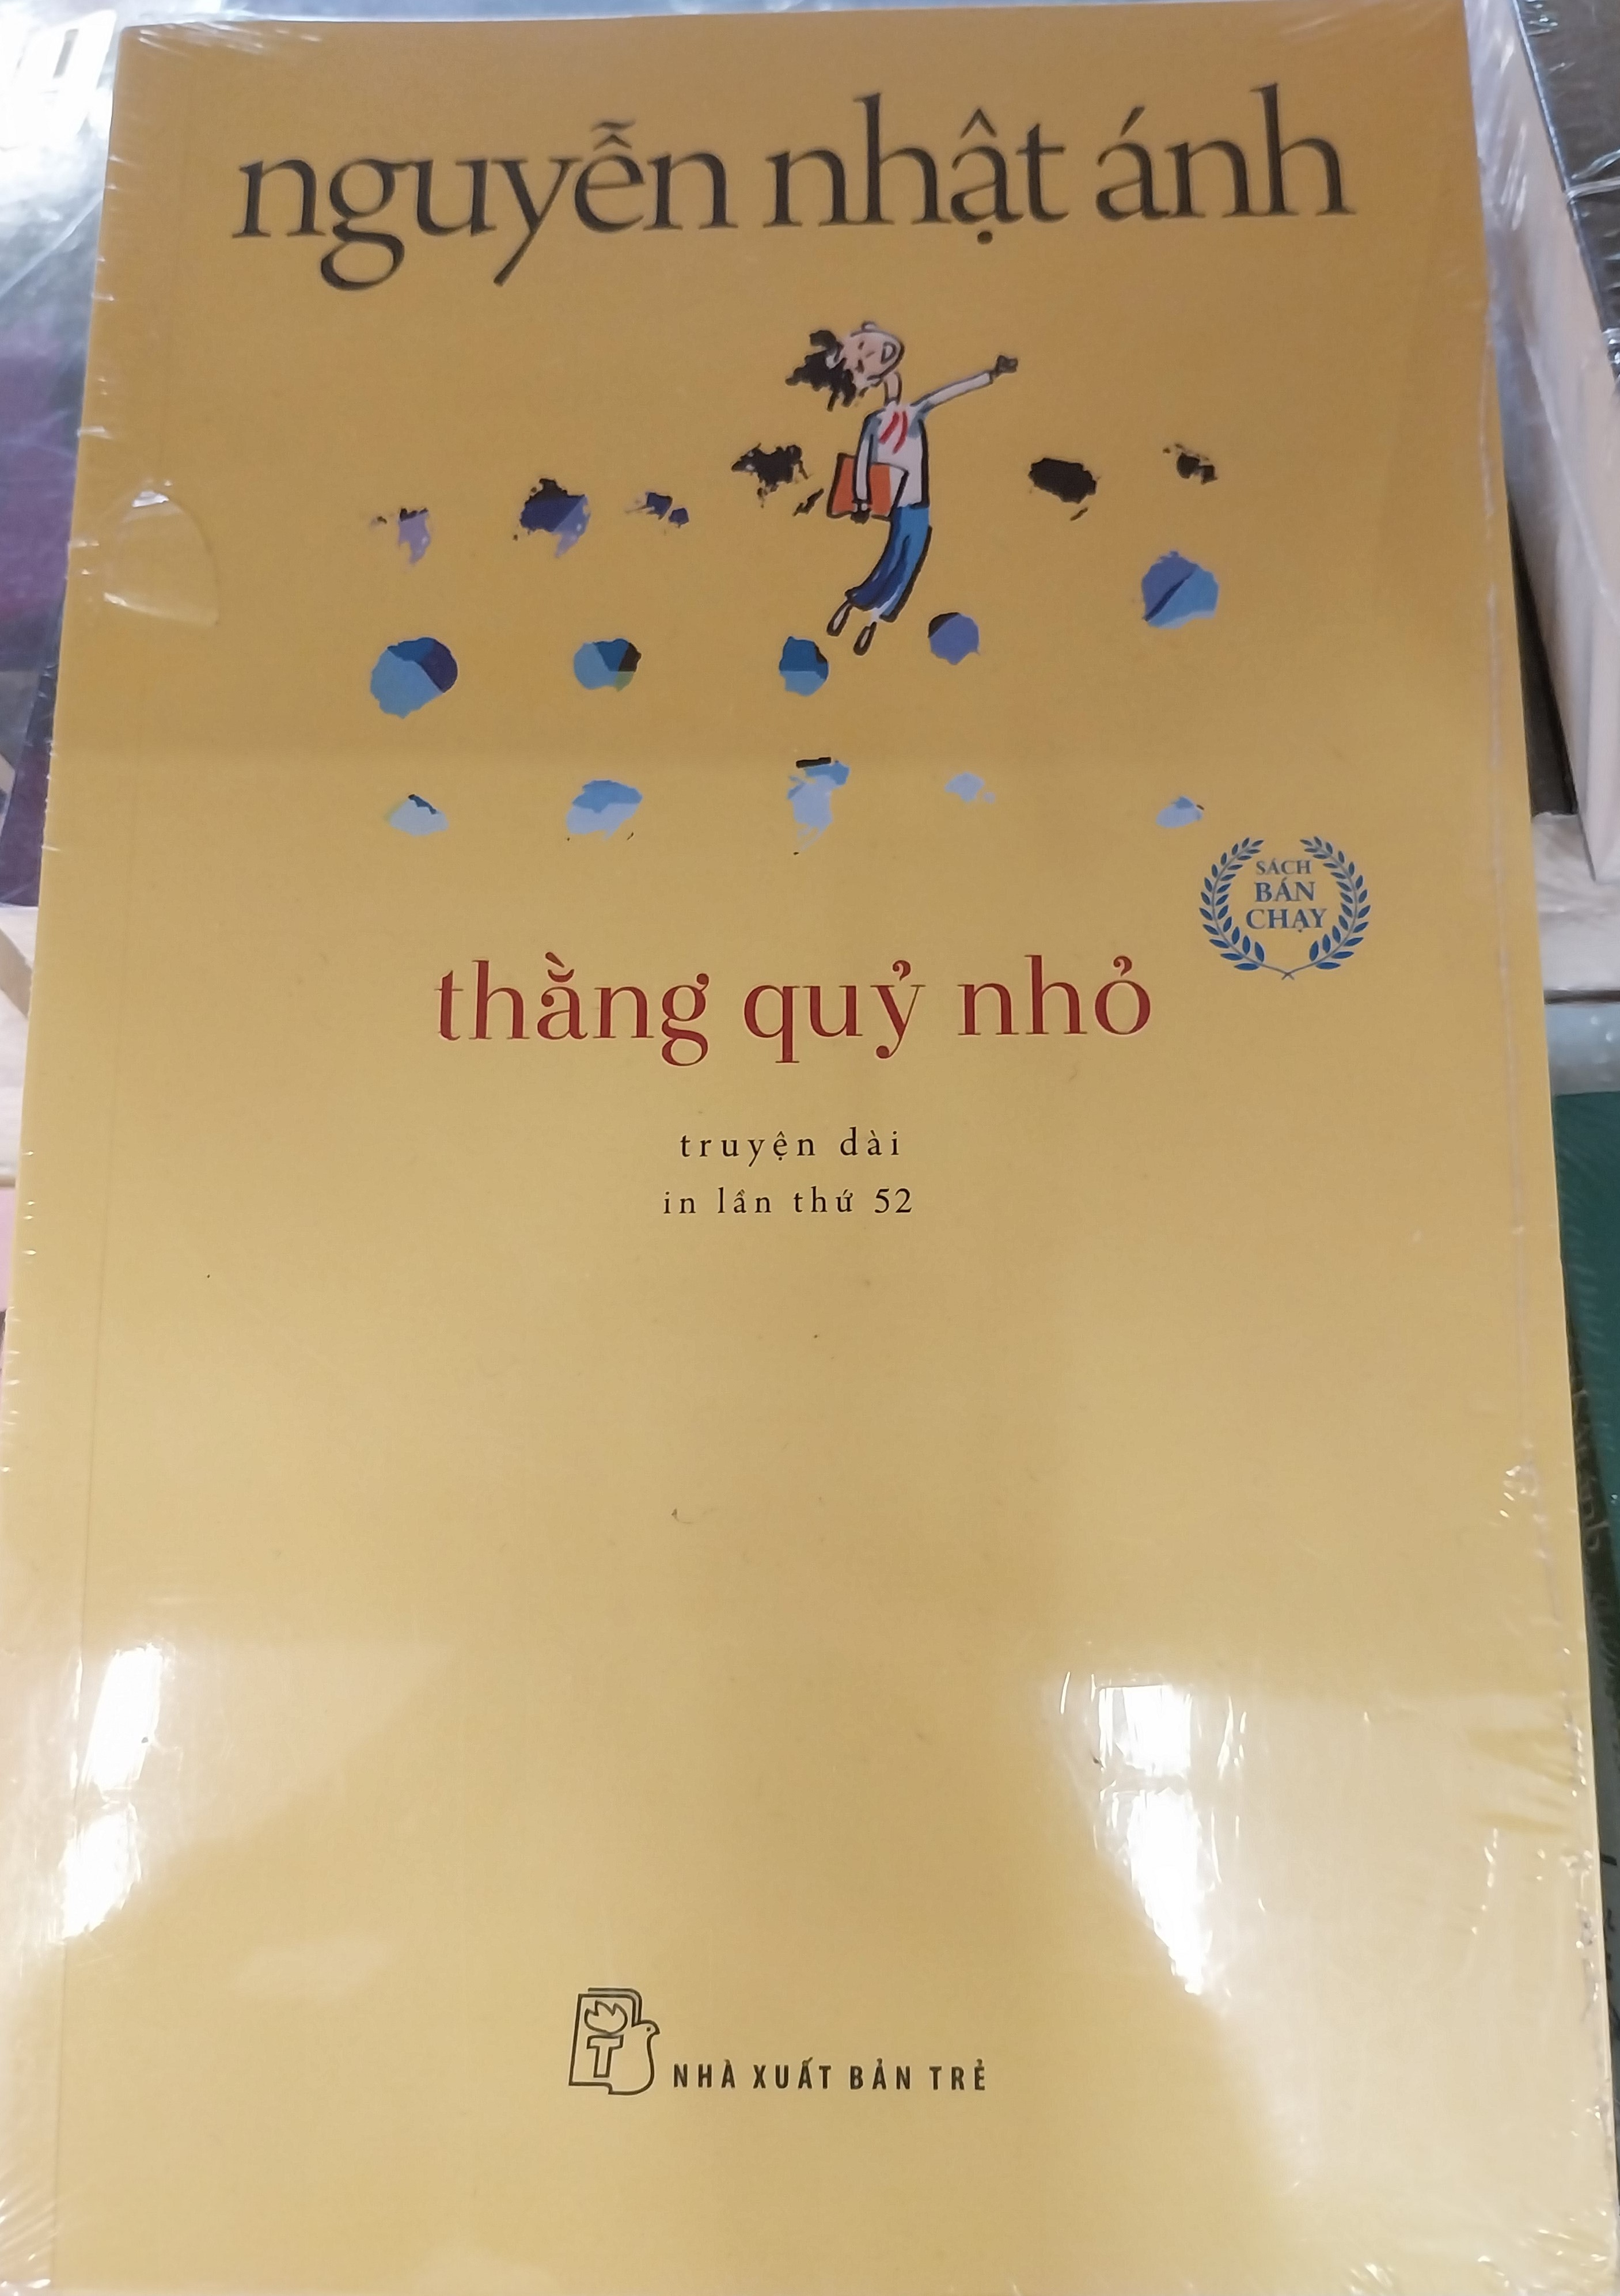 nguyễn nhật ánh
SÁCH
BÁN
CHẠY
thằng quỷ nhỏ
truyện dài
in lần thứ 52
T
NHÀ XUẤT BẢN TRẺ